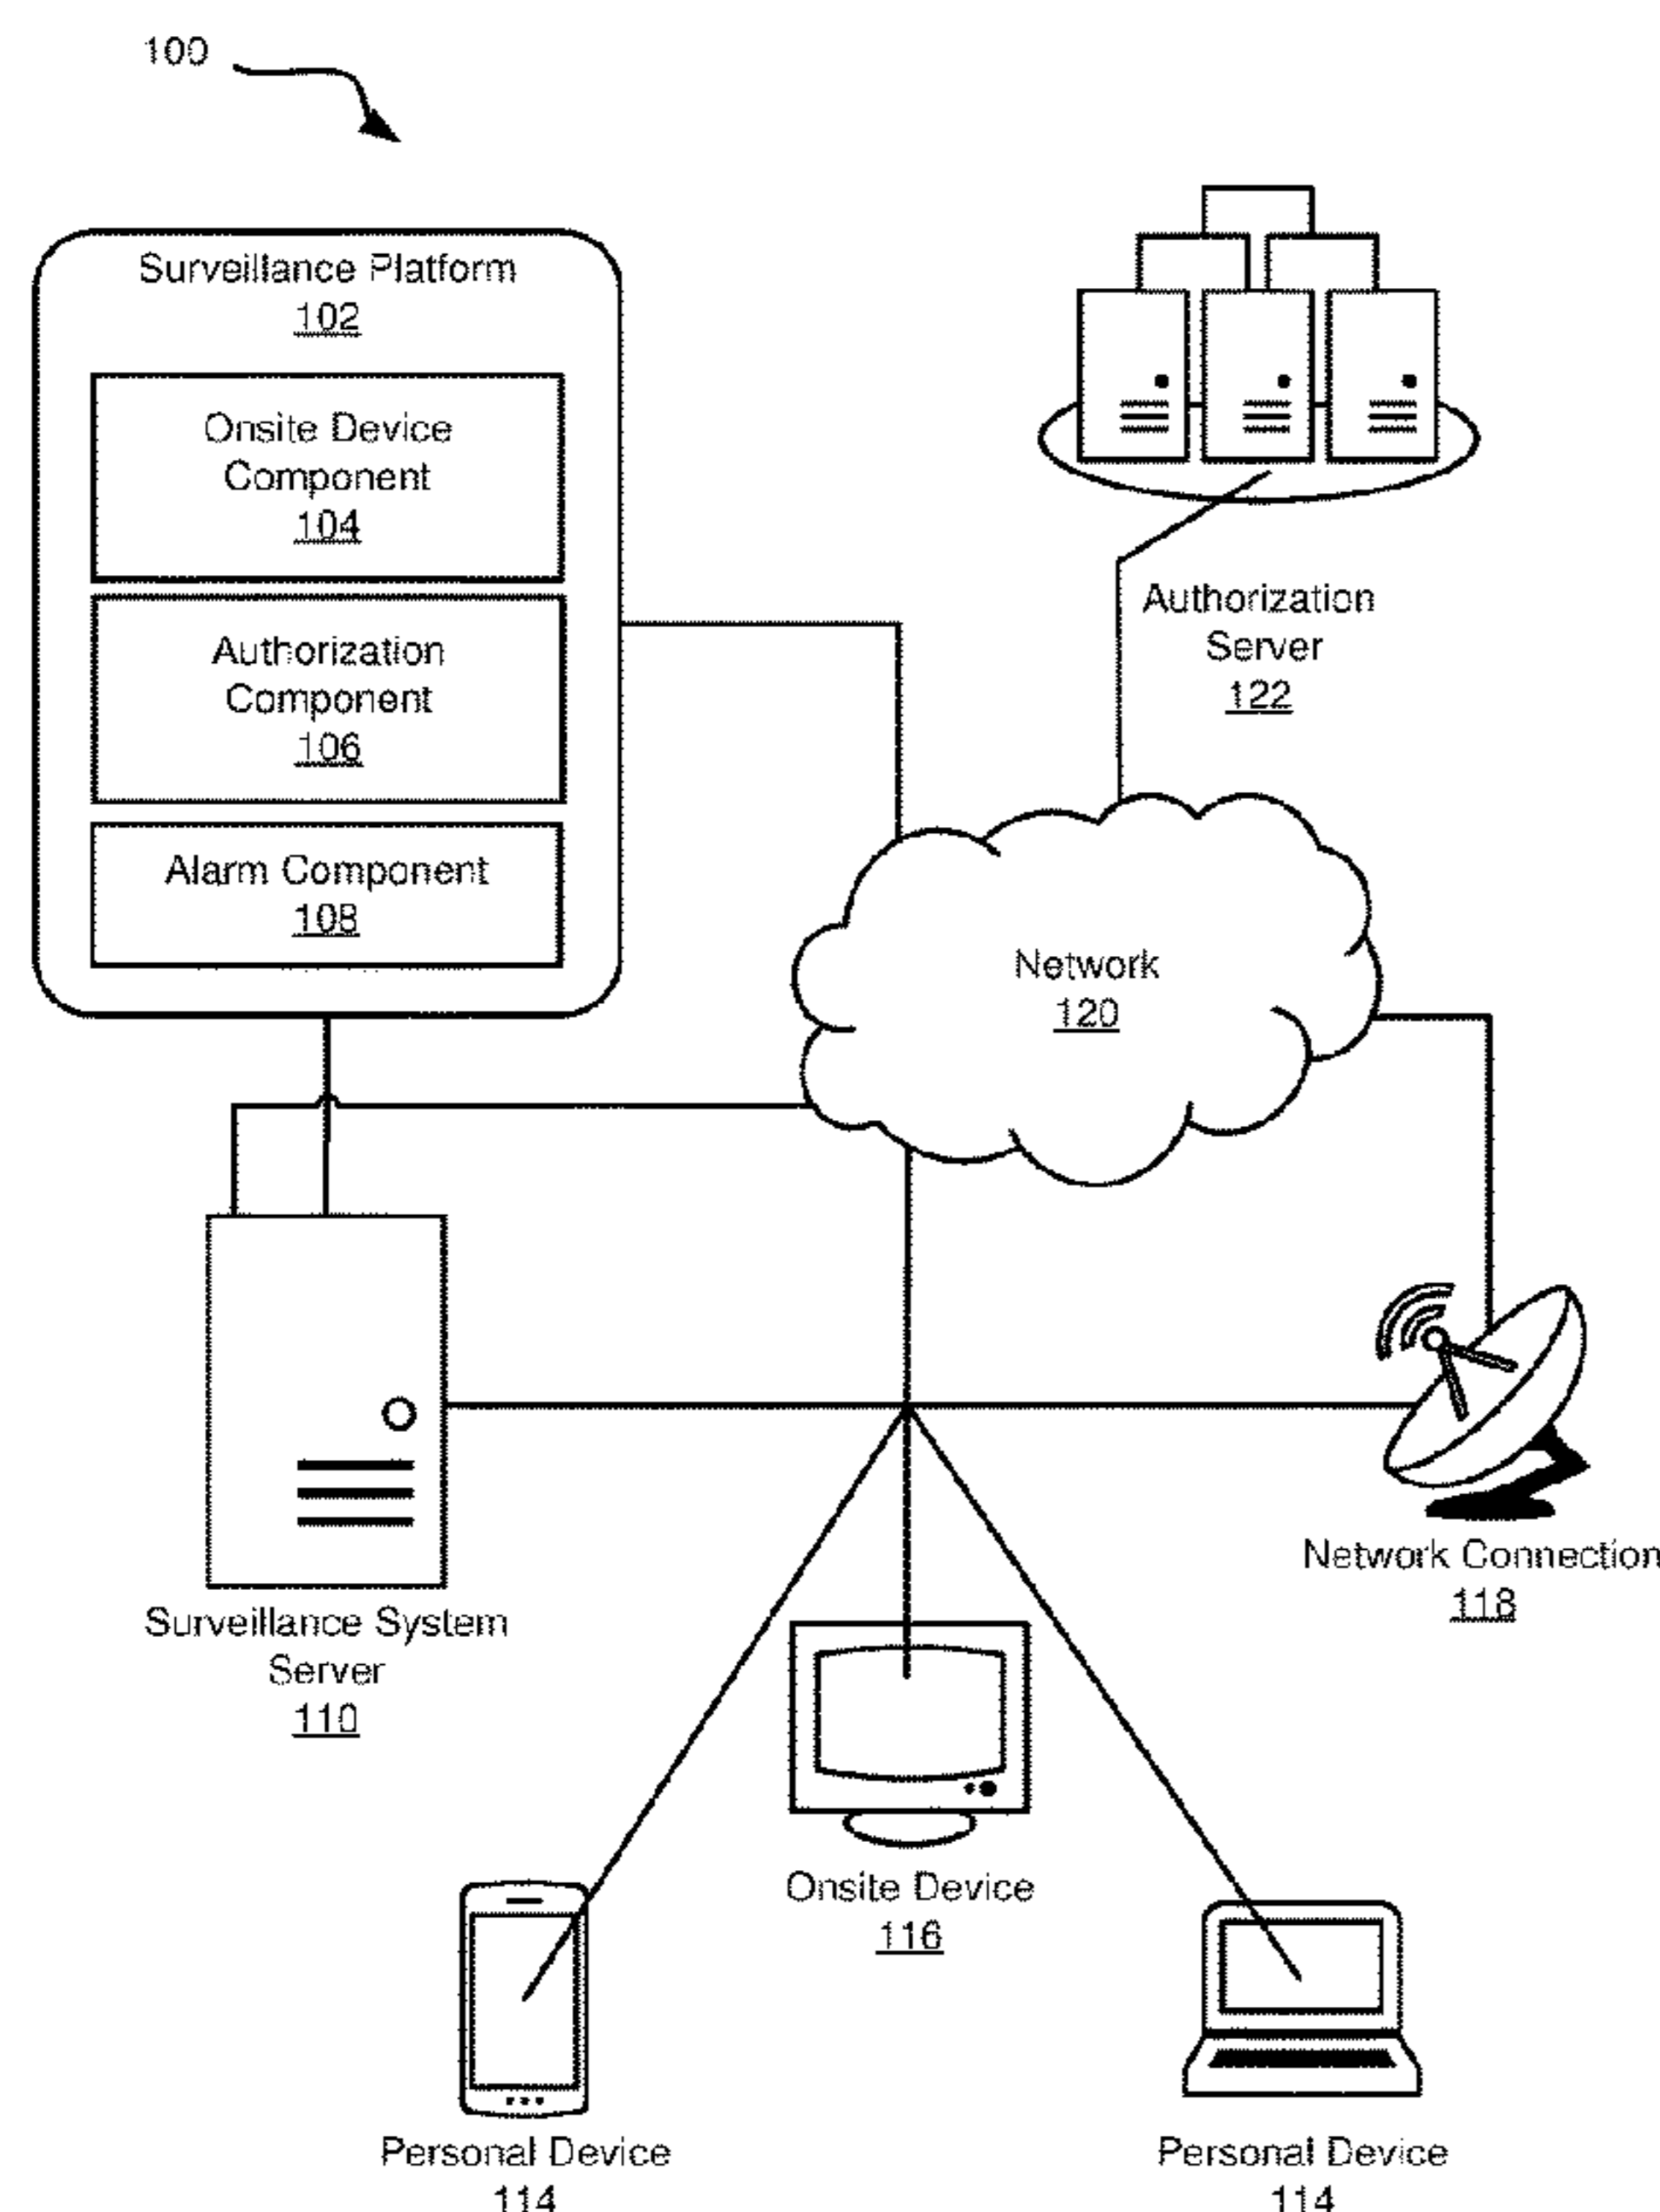 100
Surveillance Platform
102
Onsite Device
Component
104
Authorization
Component
106
Alarm Component
108
Authorization
Server
122
Network
120
Network Connection
118
Surveillance System
Server
110
Onsite Device
116
Personal Device
114
Personal Device
114